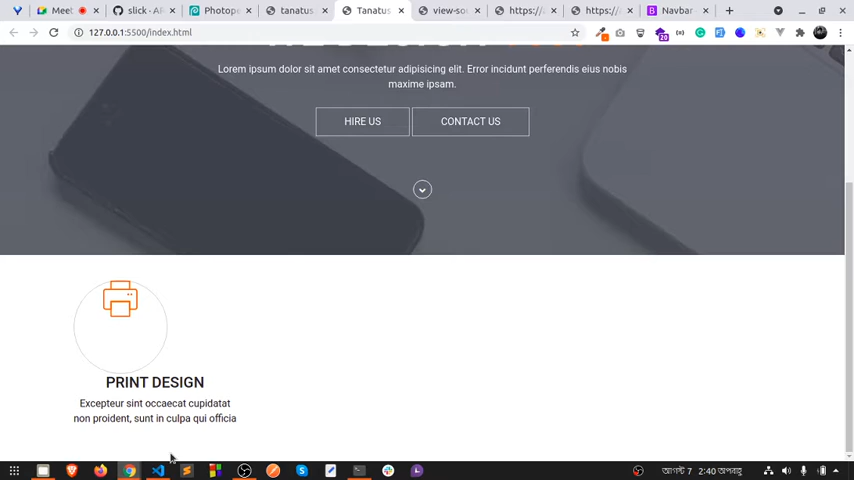 Meet
slick - A
Photope
tanatus.
Tanatus
view-so
https://
https://
Navbar
127.0.0.1:5500/index.html
20
Lorem ipsum dolor sit amet consectetur adipisicing elit. Error incidunt perferendis eius nobis
maxime ipsam.
HIRE US
CONTACT US
PRINT DESIGN
Excepteur sint occaecat cupidatat
non proident, sunt in culpa qui officia
আগস্ট 7 2:40 অপরাহ্ণ